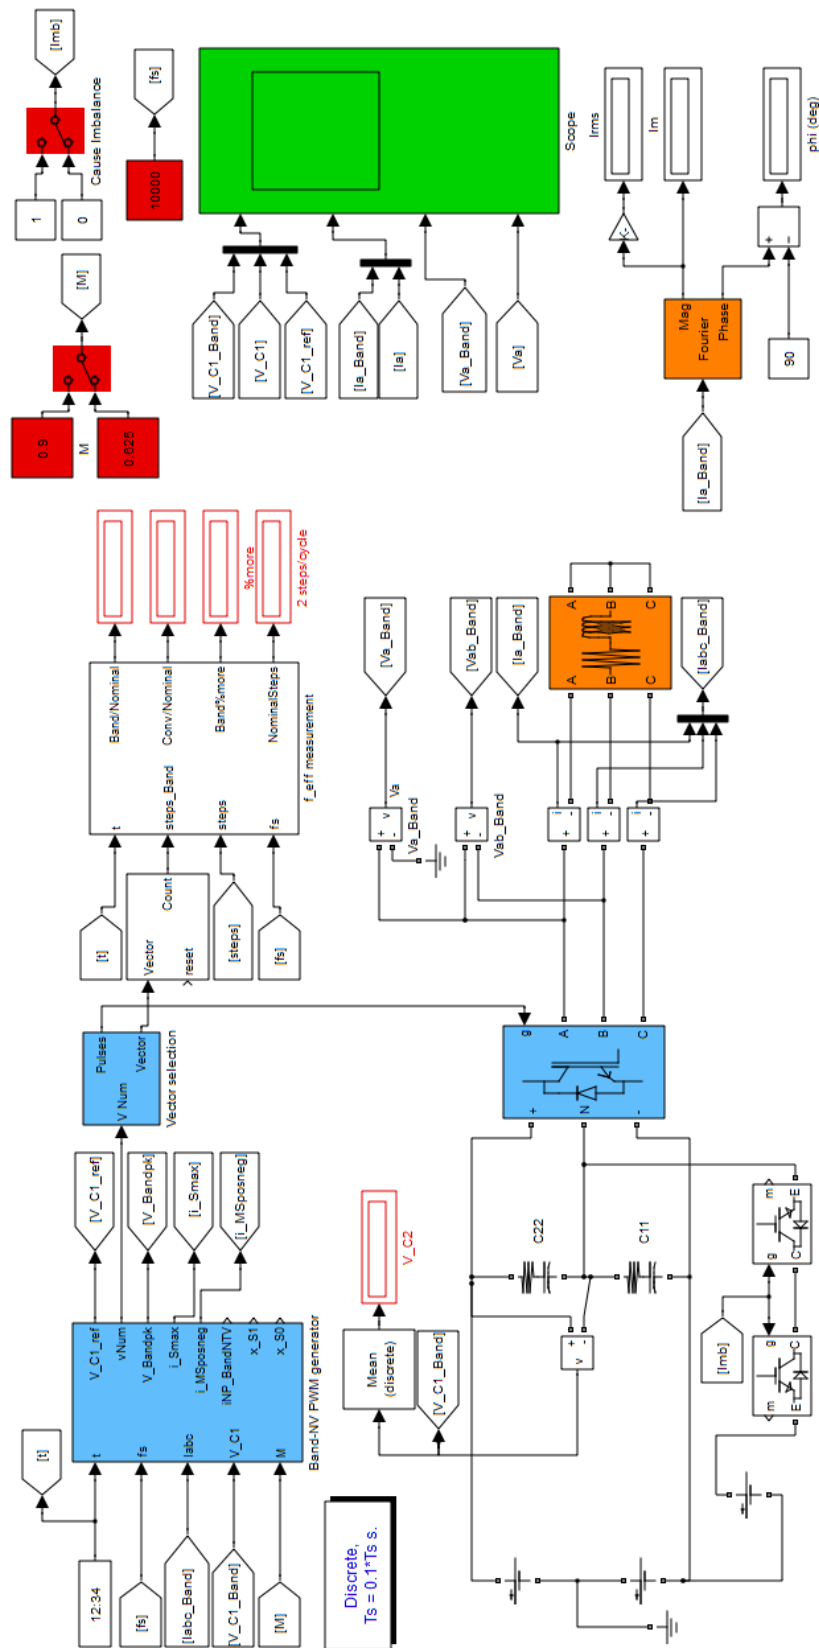 12:34
[t]
[fs]
[Iabc_Band]
[V_C1_Band]
[M]
t
fs
Iabc
V_C1
M
V_C1_ref
vNum
V_Bandpk
i_Smax
i_MSposneg
iNP_BandNTV
x_S1
x_S0
Band-NV PWM generator
[V_C1_ref]
[V_Bandpk]
[i_Smax]
[i_MSposneg]
V Num
Pulses
Vector
Vector selection
[t]
Vector
reset
Count
[steps]
[fs]
t
steps_Band
steps
fs
Band/Nominal
Conv/Nominal
Band%more
NominalSteps
f_eff measurement
%more
2 steps/cycle
0.9
M
0.625
[M]
1
0
Cause Imbalance
[Imb]
10000
[fs]
Discrete,
Ts = 0.1*Ts s.
Mean
(discrete)
[V_C1_Band]
V_C2
+
-
v
C22
C11
[Imb]
g
m
C
E
g
m
C
E
+
N
-
g
A
B
C
+
-
v
Va_Band
Va
[Va_Band]
+
-
v
Vab_Band
[Vab_Band]
[Ia_Band]
+
-
i
+
-
i
+
-
i
A
B
C
A
B
C
[Iabc_Band]
[V_C1_Band]
[V_C1]
[V_C1_ref]
[Ia_Band]
[Ia]
[Va_Band]
[Va]
Scope
[Ia_Band]
Mag
Fourier
Phase
-K-
Irms
Im
90
+
−
phi (deg)